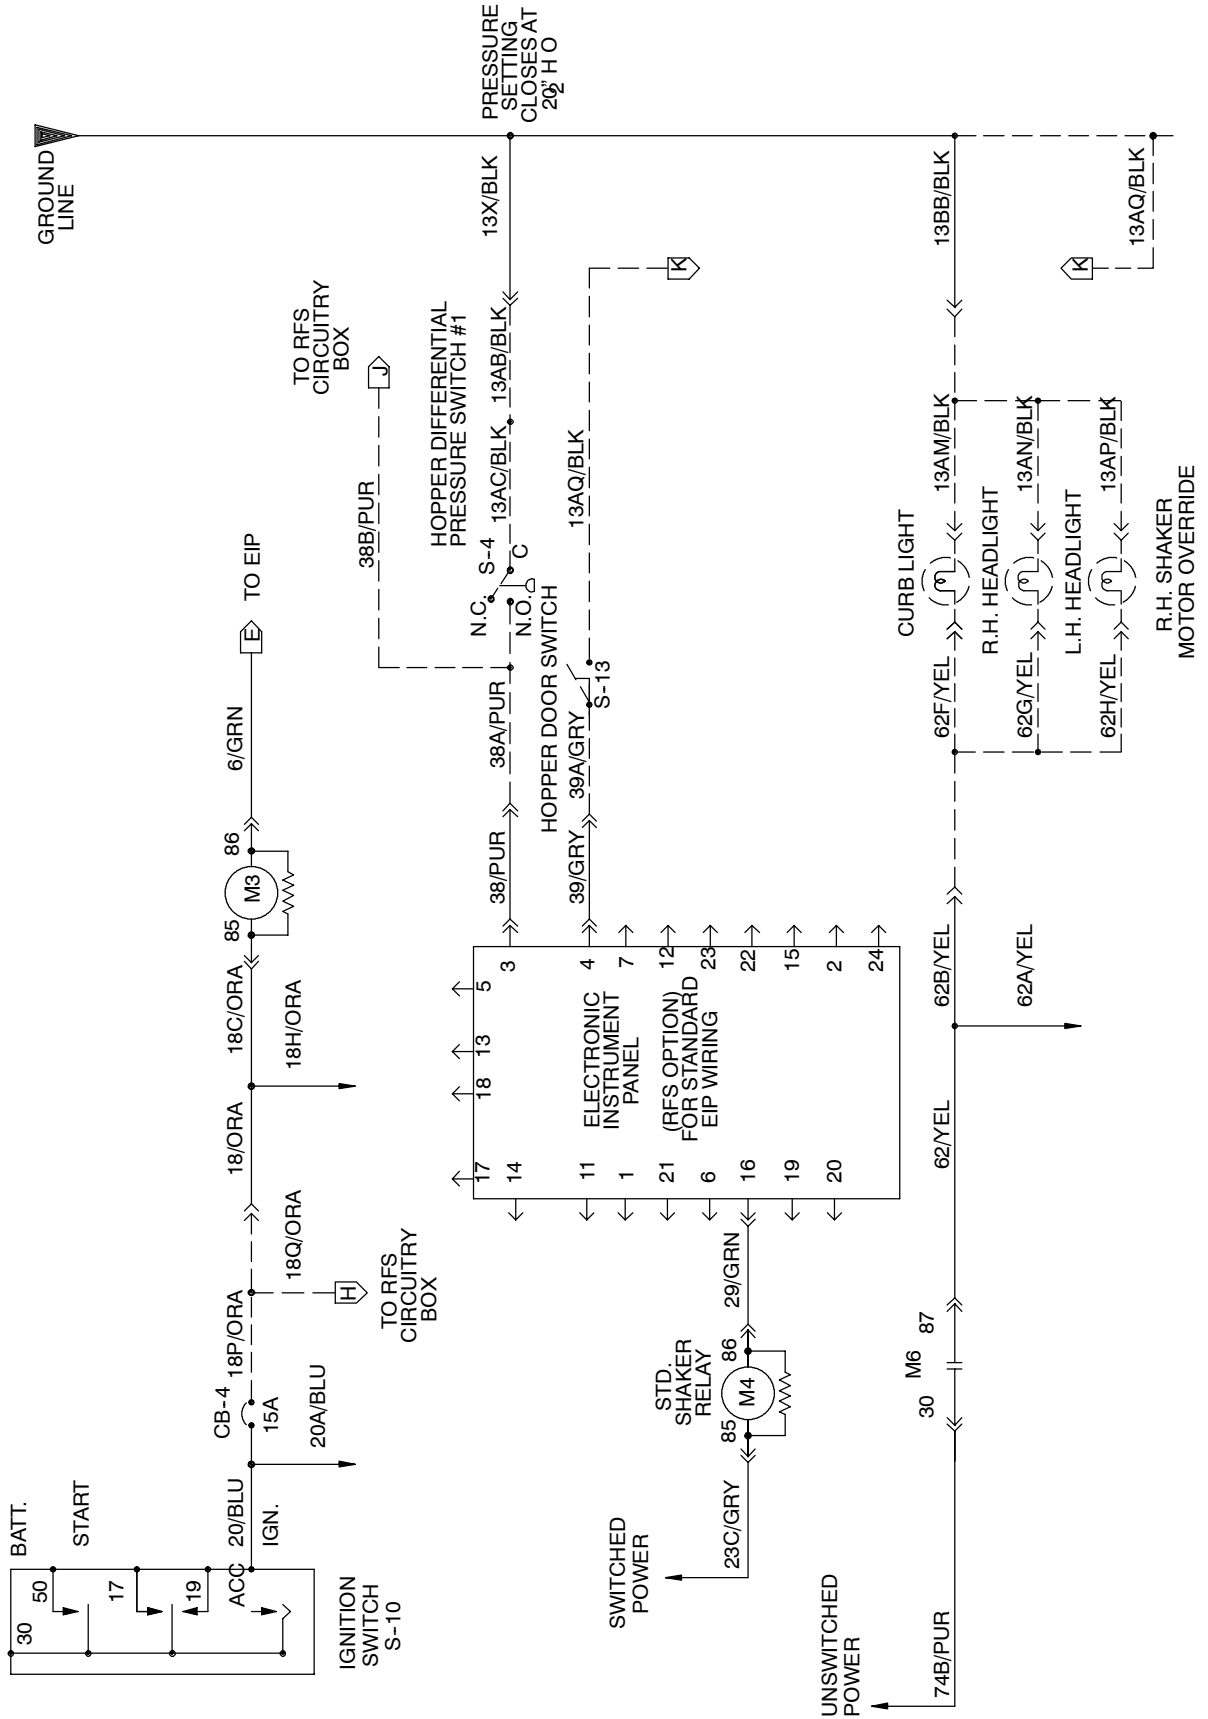 GROUND
LINE
BATT.
START
30
50
17
19
ACC
20/BLU
IGN.
IGNITION
SWITCH
S-10
20A/BLU
CB-4
15A
18P/ORA
18Q/ORA
H
TO RFS
CIRCUITRY
BOX
18/ORA
18H/ORA
18C/ORA
85
M3
86
6/GRN
E
TO EIP
TO RFS
CIRCUITRY
BOX
J
38B/PUR
HOPPER DIFFERENTIAL
PRESSURE SWITCH #1
38/PUR
38A/PUR
N.C.
N.O.
S-4
C
13AC/BLK
13AB/BLK
13X/BLK
PRESSURE
SETTING
CLOSES AT
20" H2O
HOPPER DOOR SWITCH
39/GRY
39A/GRY
S-13
13AQ/BLK
K
17
18
13
5
14
11
1
21
6
16
19
20
ELECTRONIC
INSTRUMENT
PANEL
(RFS OPTION)
FOR STANDARD
EIP WIRING
3
4
7
12
23
22
15
2
24
SWITCHED
POWER
23C/GRY
STD.
SHAKER
RELAY
85
M4
86
29/GRN
UNSWITCHED
POWER
74B/PUR
30
M6
87
62/YEL
62B/YEL
62A/YEL
CURB LIGHT
62F/YEL
13AM/BLK
13BB/BLK
R.H. HEADLIGHT
62G/YEL
13AN/BLK
L.H. HEADLIGHT
62H/YEL
13AP/BLK
K
13AQ/BLK
R.H. SHAKER
MOTOR OVERRIDE